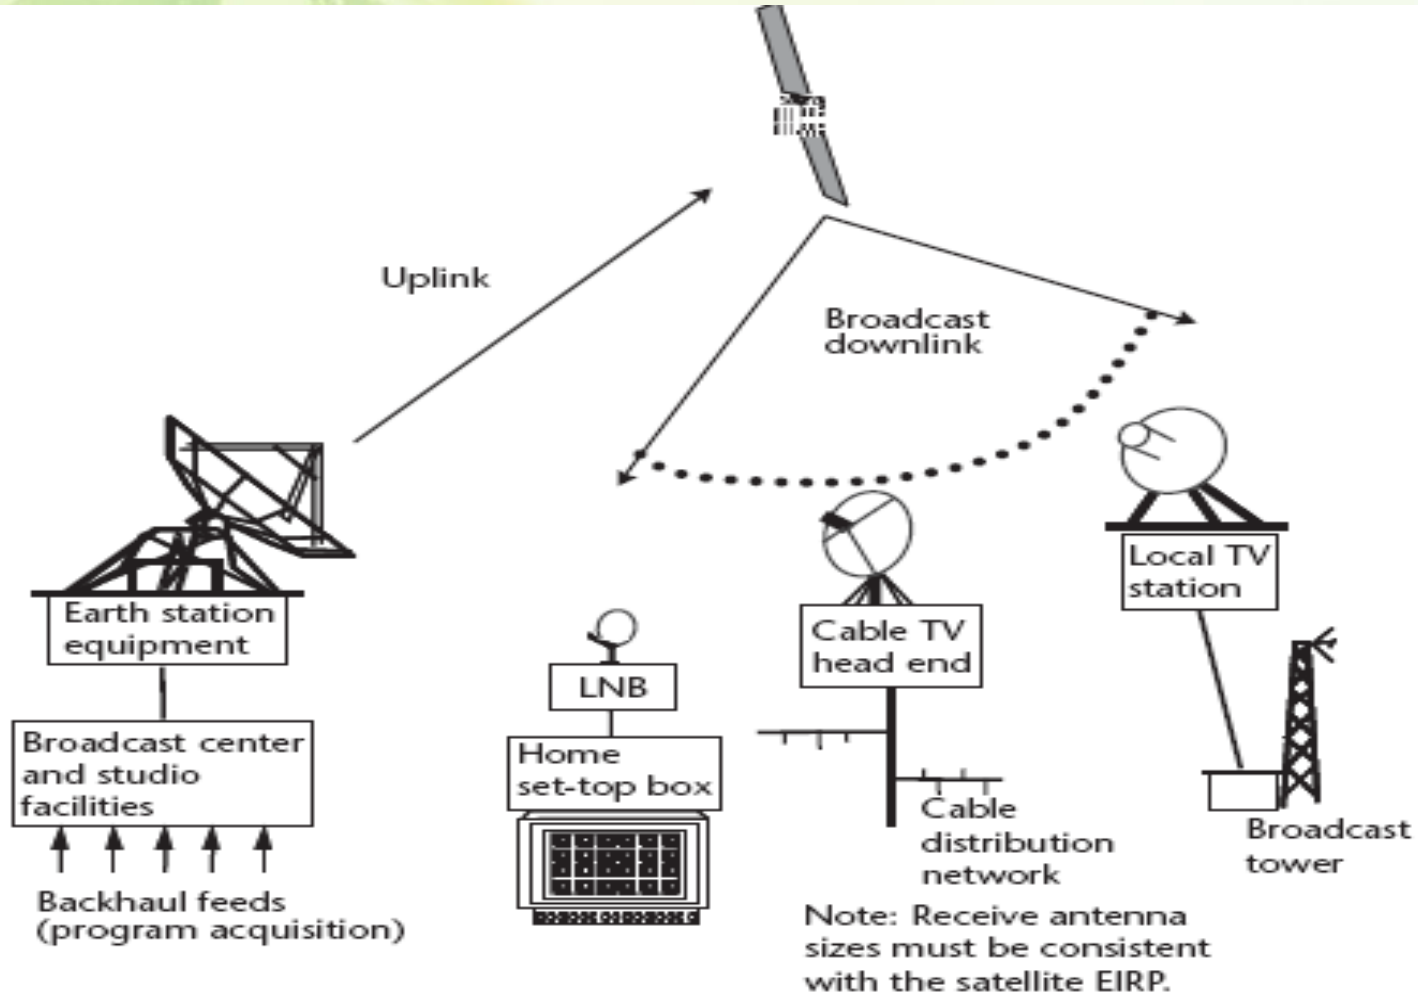 Uplink
Broadcast
downlink
Earth station
equipment
Broadcast center
and studio
facilities
Backhaul feeds
(program acquisition)
LNB
Home
set-top box
Cable TV
head end
Cable
distribution
network
Local TV
station
Broadcast
tower
Note: Receive antenna
sizes must be consistent
with the satellite EIRP.